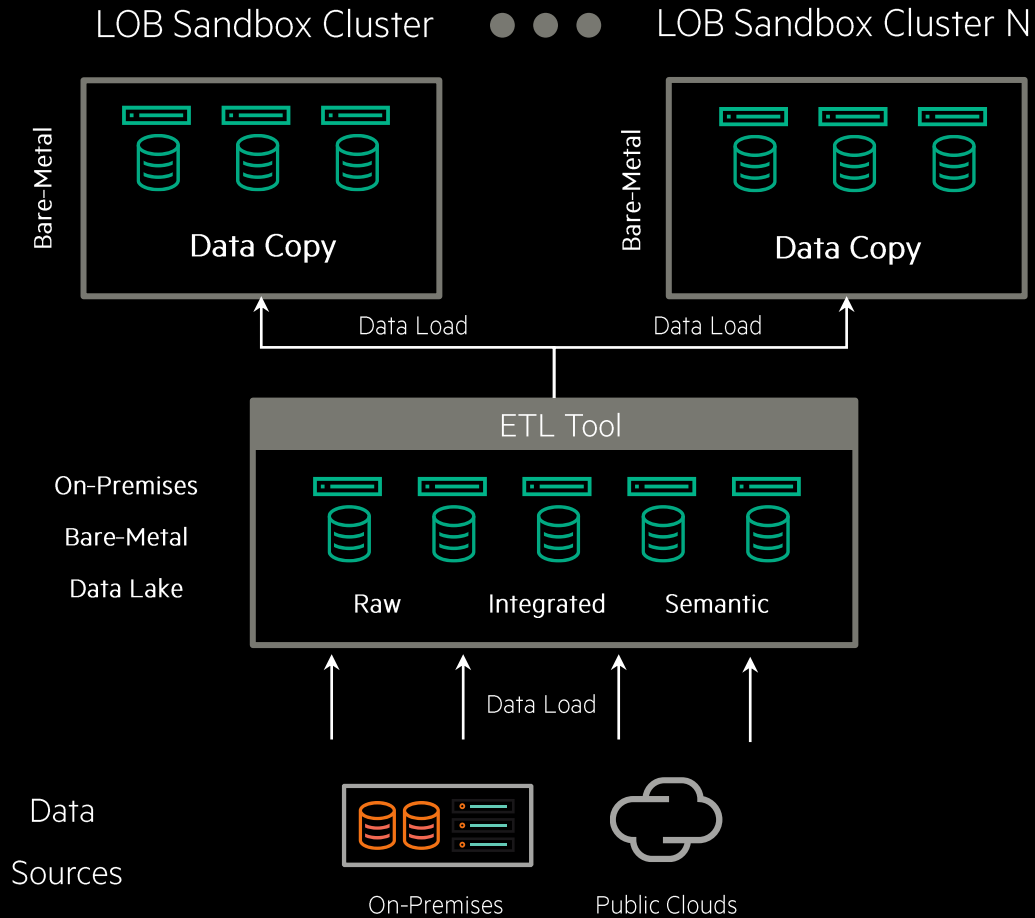 LOB Sandbox Cluster
LOB Sandbox Cluster N
Bare-Metal
Data Copy
Bare-Metal
Data Copy
Data Load
Data Load
ETL Tool
On-Premises
Bare-Metal
Data Lake
Raw
Integrated
Semantic
Data Load
Data
Sources
On-Premises
Public Clouds